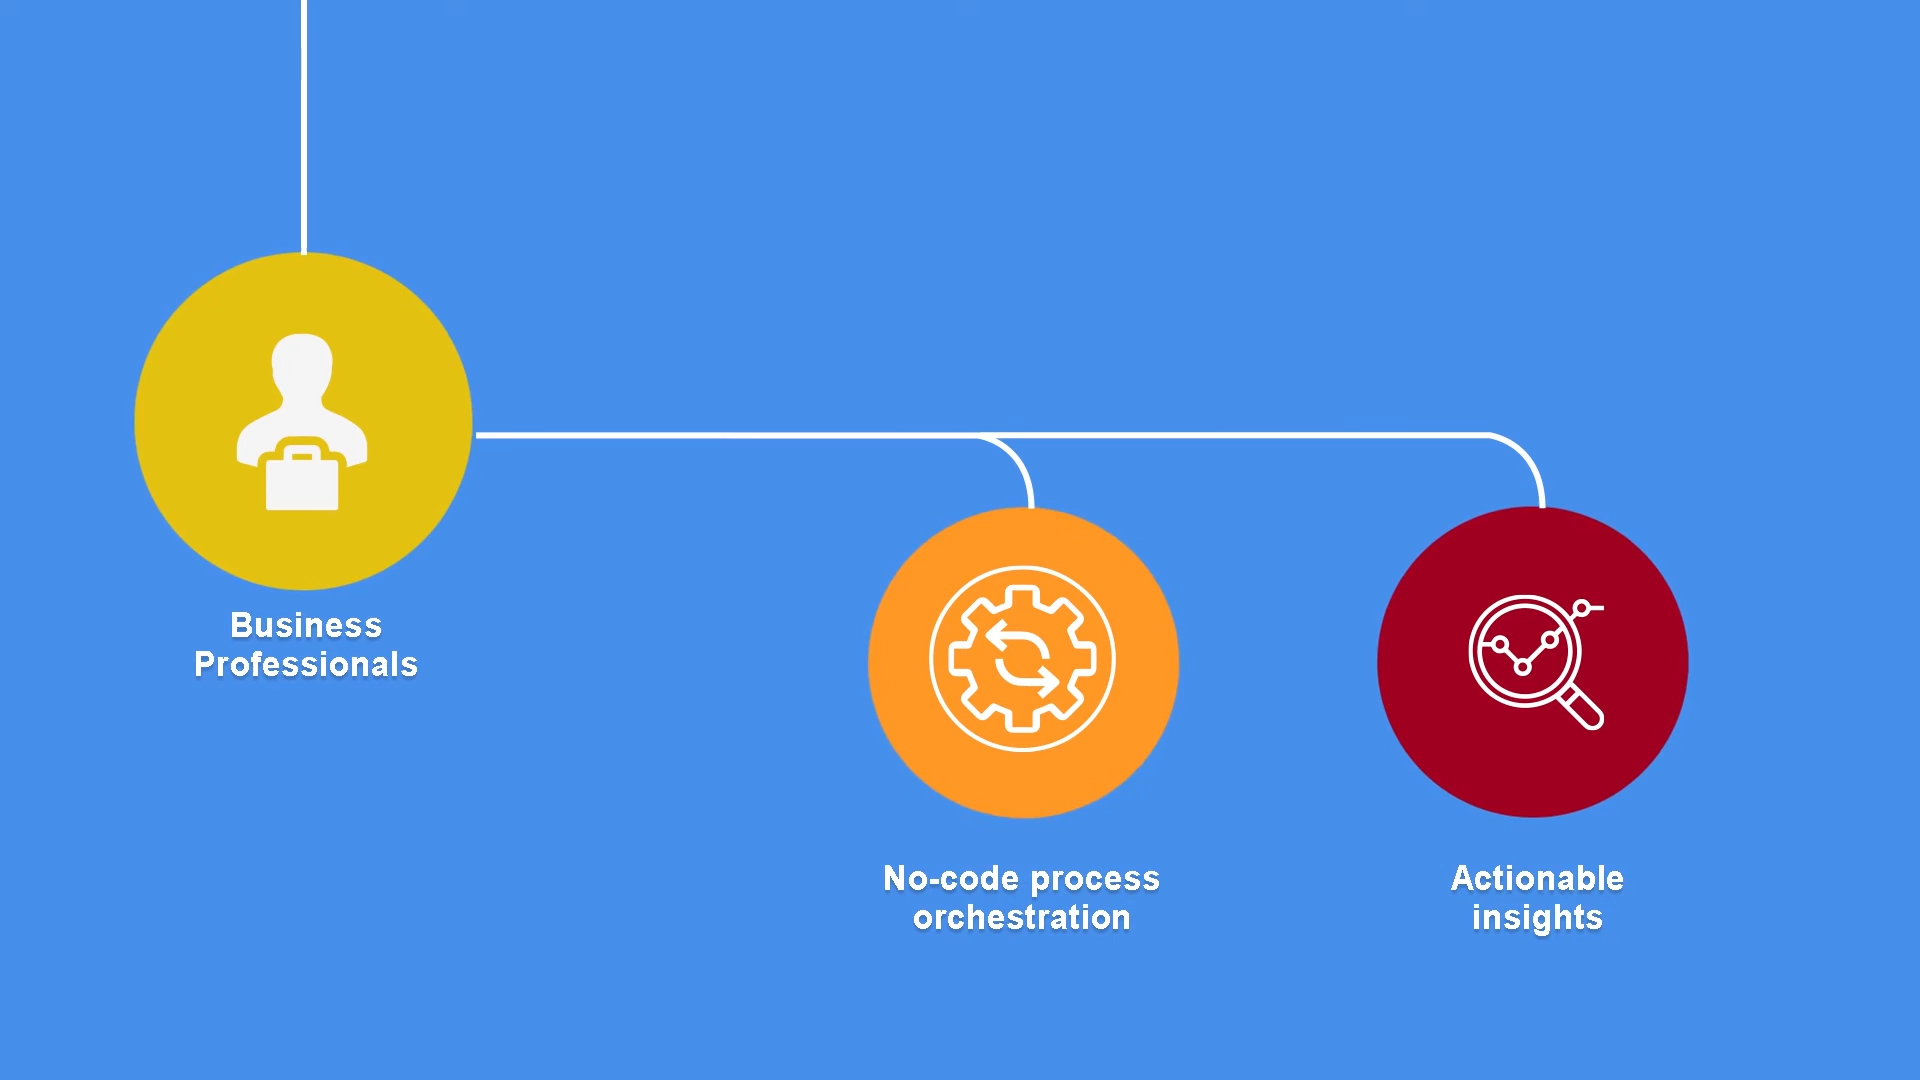 Business
Professionals
No-code process
orchestration
Actionable
insights